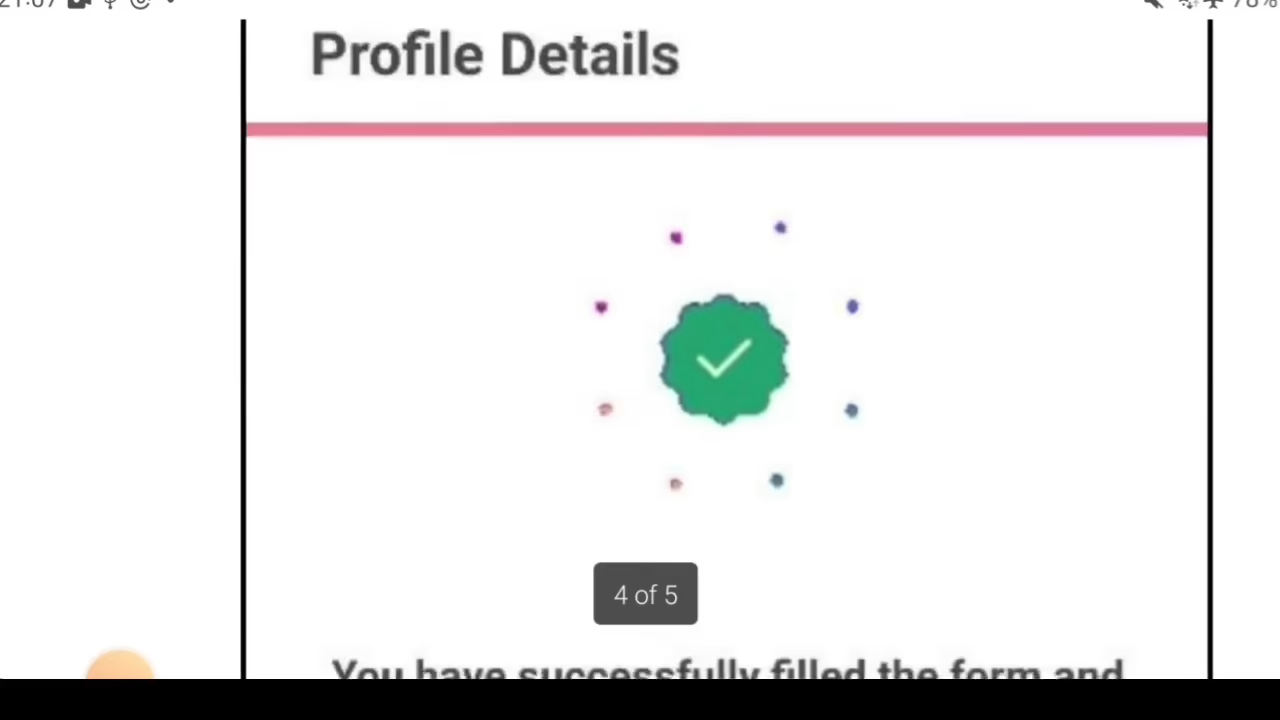 Profile Details
4 of 5
You have successfully filled the form and